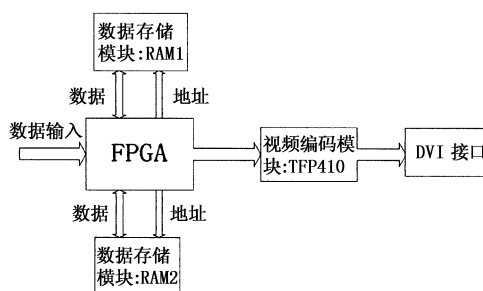 数据存储
模块:RAM1
数据
地址
数据输入
FPGA
视频编码模
块:TFP410
DVI 接口
数据
地址
数据存储
横块:RAM2